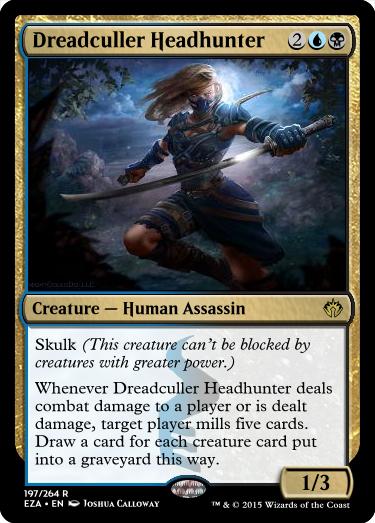 Dreadculler Headhunter 2
Creature — Human Assassin
Skulk (This creature can't be blocked by
creatures with greater power.)
Whenever Dreadculler Headhunter deals
combat damage to a player or is dealt
damage, target player mills five cards.
Draw a card for each creature card put
into a graveyard this way.
1/3
197/264 R
EZA • EN Joshua Calloway
™ & © 2015 Wizards of the Coast